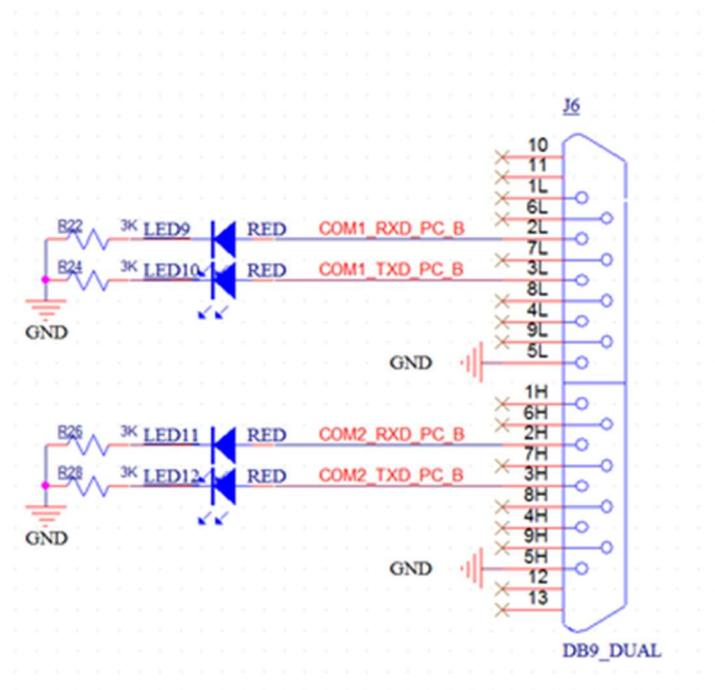 J6
10
11
1L
6L
R22 3K LED9 RED COM1_RXD_PC_B 2L
7L
R24 3K LED10 RED COM1_TXD_PC_B 3L
8L
4L
GND
9L
GND 5L
1H
6H
R26 3K LED11 RED COM2_RXD_PC_B 2H
7H
R28 3K LED12 RED COM2_TXD_PC_B 3H
8H
4H
GND
9H
GND 5H
12
13
DB9_DUAL